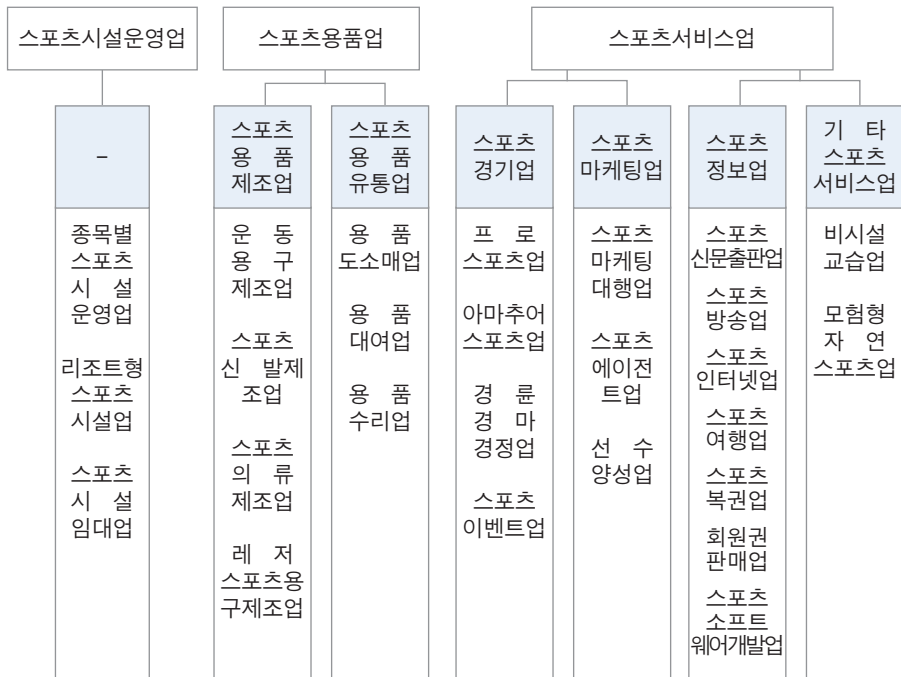 스포츠시설운영업
스포츠용품업
스포츠서비스업
–
스포츠
용 품
제조업
스포츠
용 품
유통업
스포츠
경기업
스포츠
마케팅업
스포츠
정보업
기 타
스포츠
서비스업
종목별
스포츠
시 설
운영업
리조트형
스포츠
시설업
스포츠
시 설
임대업
운 동
용 구
제조업
스포츠
신 발제
조업
스포츠
의 류
제조업
레 저
스포츠용
구제조업
용 품
도소매업
용 품
대여업
용 품
수리업
프 로
스포츠업
아마추어
스포츠업
경 륜
경 마
경정업
스포츠
이벤트업
스포츠
마케팅
대행업
스포츠
에이전
트업
선 수
양성업
스포츠
신문출판업
스포츠
방송업
스포츠
인터넷업
스포츠
여행업
스포츠
복권업
회원권
판매업
스포츠
소프트
웨어개발업
비시설
교습업
모험형
자 연
스포츠업